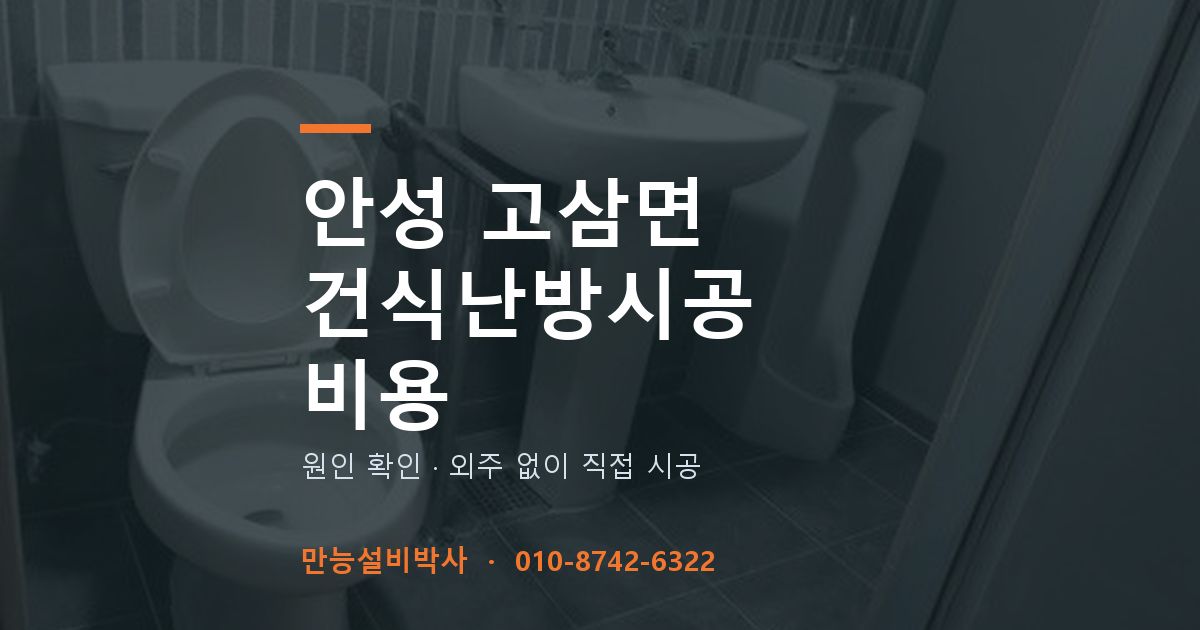 안성 고삼면
건식난방시공
비용
원인 확인 · 외주 없이 직접 시공
만능설비박사 · 010-8742-6322